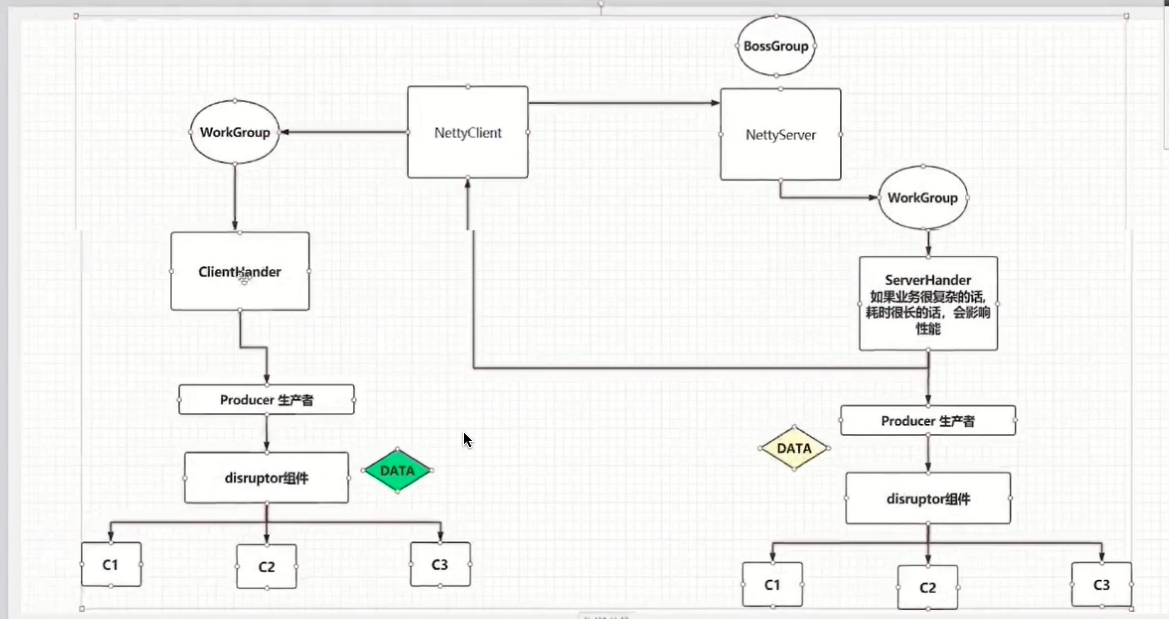 BossGroup
WorkGroup
NettyClient
NettyServer
WorkGroup
ClientHander
ServerHander
如果业务很复杂的话,
耗时很长的话，会影响
性能
Producer 生产者
Producer 生产者
DATA
DATA
disruptor组件
disruptor组件
C1
C2
C3
C1
C2
C3